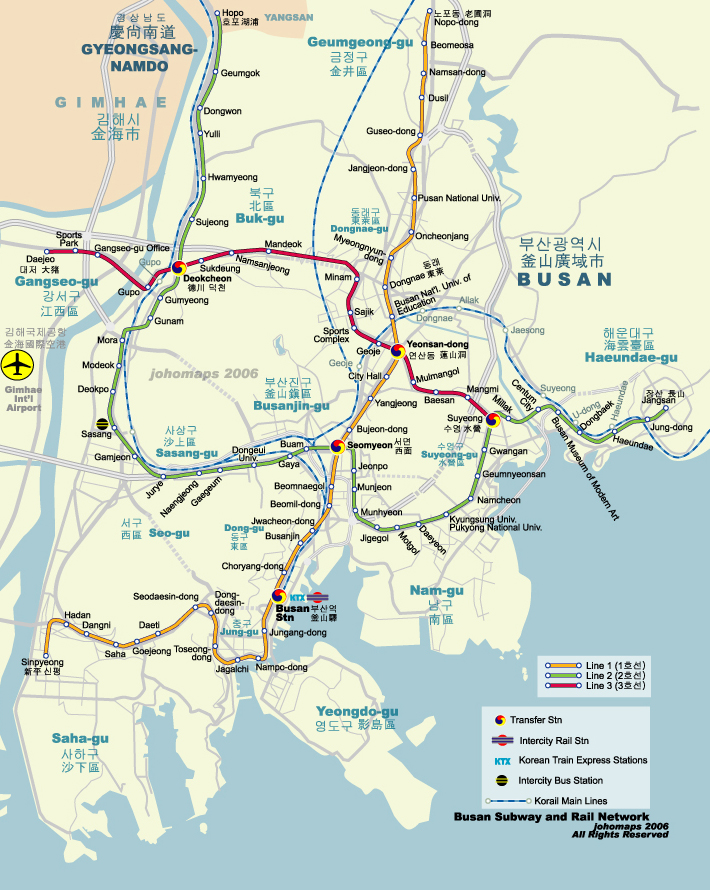 경 상 남 도
慶尙南道
GYEONGSANG-
NAMDO
YANGSAN
Hopo
호포 湖浦
Geumgok
Dongwon
Yulli
Hwamyeong
Sujeong
GIMHAE
김해시
金海市
Geumgeong-gu
금정구
金井區
노포동 老圃洞
Nopo-dong
Beomeosa
Namsan-dong
Dusil
Guseo-dong
Jangjeon-dong
Pusan National Univ.
Oncheonjang
Myeongnyun-
dong
동래
Dongnae 東萊
Busan Nat'l. Univ. of
Education
북구
北區
Buk-gu
동래구
東萊區
Dongnae-gu
부산광역시
釜山廣域市
BUSAN
Sports
Park
Gangseo-gu Office
Daejeo
대저 大豬
Gangseo-gu
강서구
江西區
Gupo
Gupo
Deokcheon
德川 덕천
Sukdeung
Namsanjeong
Mandeok
Minam
Sajik
Sports
Complex
Geoje
Geoje
Yeonsan-dong
연산동 蓮山洞
Dongnae
Allak
Jaesong
해운대구
海雲臺區
Haeundae-gu
Gumyeong
Gunam
Mora
Modeok
Deokpo
Sasang
Gamjeon
김해국제공항
金海國際空港
Gimhae
Int'l
Airport
johomaps 2006
부산진구
釜山鎭區
Busanjin-gu
City Hall
Mulmangol
Baesan
Mangmi
Yangjeong
Suyeong
수영 水營
Millak
Centum
City
Suyeong
U-dong
Dongbaek
Haeundae
장산 萇山
Jangsan
Jung-dong
Haeundae
Busan Museum of Modern Art
사상구
沙上區
Sasang-gu
Bujeon-dong
Seomyeon
서면
西面
수영구
Suyeong-gu
水營區
Gwangan
Geumnyeonsan
Namcheon
Kyungsung Univ.
Pukyong National Univ.
Daeyeon
Motgol
Jigegol
Munhyeon
Munjeon
Jeonpo
Buam
Gaya
Dongeui
Univ.
Gaegeum
Naengjeong
Jurye
Beomnaegol
Beomil-dong
Jwacheon-dong
Busanjin
Choryang-dong
서구
西區
Seo-gu
Dong-gu
동구
東區
KTX
Busan
Stn
부산역
釜山驛
Nam-gu
남구
南區
Seodaesin-dong
Dong-
daesin-
dong
중구
Jung-gu
Jungang-dong
Nampo-dong
Jagalchi
Toseong-
dong
Goejeong
Daeti
Saha
Dangni
Hadan
Sinpyeong
新平 신평
Saha-gu
사하구
沙下區
Yeongdo-gu
영도구 影島區
Line 1 (1호선)
Line 2 (2호선)
Line 3 (3호선)
Transfer Stn
Intercity Rail Stn
KTX Korean Train Express Stations
Intercity Bus Station
Korail Main Lines
Busan Subway and Rail Network
johomaps 2006
All Rights Reserved